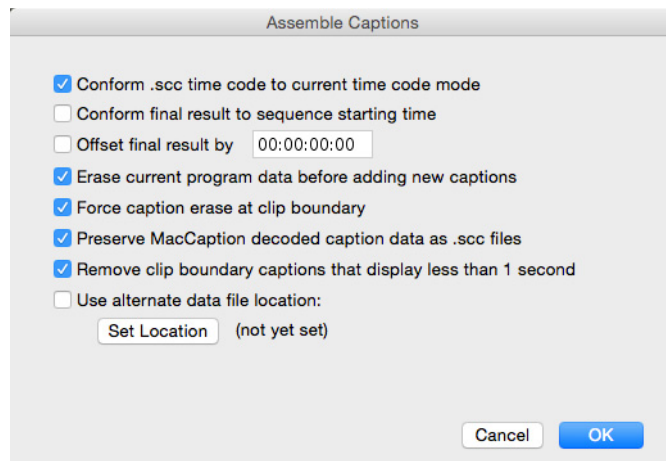 Assemble Captions
Conform .scc time code to current time code mode
Conform final result to sequence starting time
Offset final result by 00:00:00:00
Erase current program data before adding new captions
Force caption erase at clip boundary
Preserve MacCaption decoded caption data as .scc files
Remove clip boundary captions that display less than 1 second
Use alternate data file location:
Set Location (not yet set)
Cancel OK